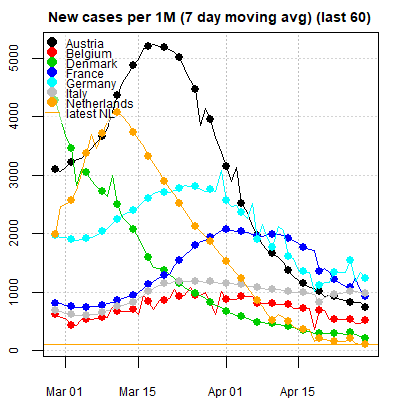 New cases per 1M (7 day moving avg) (last 60)
5000
4000
3000
2000
1000
0
Austria
Belgium
Denmark
France
Germany
Italy
Netherlands
latest NL
Mar 01 Mar 15 Apr 01 Apr 15